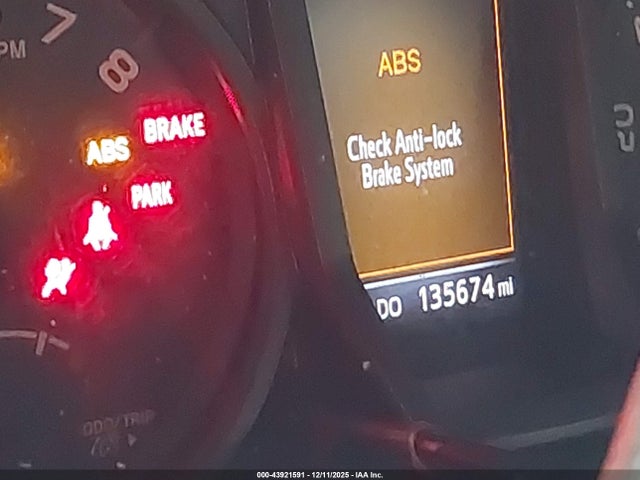 7
PM
8
ABS
BRAKE
PARK
ABS
Check Anti-lock
Brake System
DO 135674 mi
ODO/TRIP
000-43921591 - 12/11/2025 - IAA Inc.